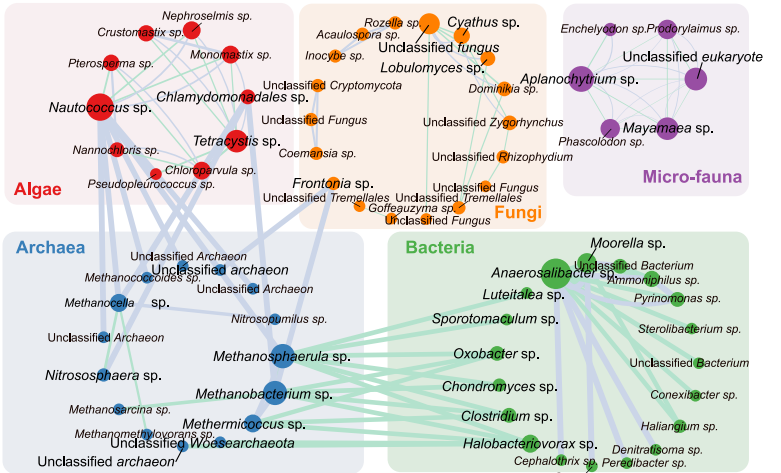 Nephroselmis sp.
Crustomastix sp.
Monomastix sp.
Pterosperma sp.
Chlamydomonadales sp.
Nautococcus sp.
Tetracystis sp.
Nannochloris sp.
Chloroparvula sp.
Pseudopleurococcus sp.
Algae
Rozella sp.
Acaulospora sp.
Cyathus sp.
Unclassified fungus
Inocybe sp.
Lobulomyces sp.
Unclassified Cryptomycota
Dominikia sp.
Unclassified Fungus
Unclassified Zygorhynchus
Coemansia sp.
Unclassified Rhizophydium
Frontonia sp.
Unclassified Fungus
Unclassified Tremellales
Unclassified Tremellales
Goffeauzyma sp.
Unclassified Fungus
Fungi
Enchelyodon sp.
Prodorylaimus sp.
Unclassified eukaryote
Aplanochytrium sp.
Mayamaea sp.
Phascolodon sp.
Micro-fauna
Archaea
Unclassified Archaeon
Unclassified archaeon
Methanococcoides sp.
Unclassified Archaeon
Methanocella sp.
Nitrosopumilus sp.
Unclassified Archaeon
Methanosphaerula sp.
Nitrososphaera sp.
Methanobacterium sp.
Methanosarcina sp.
Methermicoccus sp.
Methanomethylovorans sp.
Unclassified Woesearchaeota
Unclassified archaeon
Bacteria
Moorella sp.
Unclassified Bacterium
Anaerosalibacter sp.
Ammoniphilus sp.
Luteitalea sp.
Pyrinomonas sp.
Sporotomaculum sp.
Sterolibacterium sp.
Oxobacter sp.
Unclassified Bacterium
Chondromyces sp.
Conexibacter sp.
Clostridium sp.
Haliangium sp.
Halobacteriovorax sp.
Denitratisoma sp.
Cephalothrix sp.
Peredibacter sp.